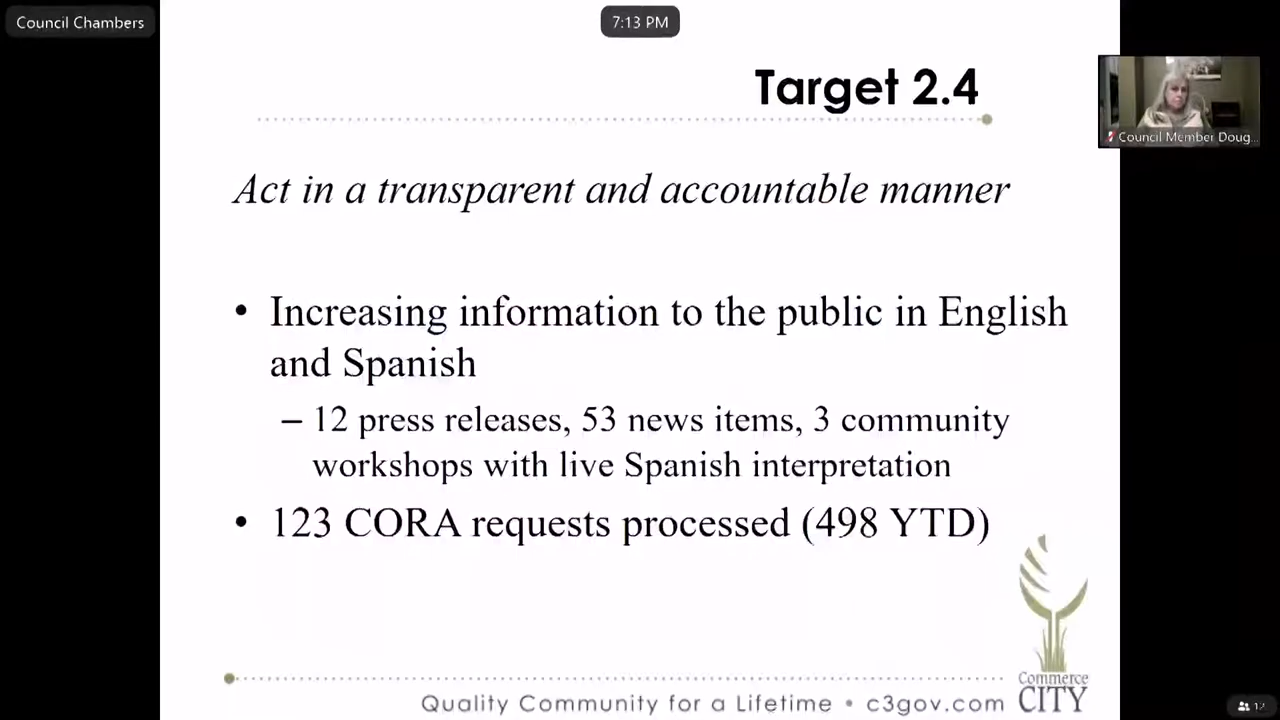 Council Chambers
7:13 PM
Target 2.4
Council Member Doug...
Act in a transparent and accountable manner
• Increasing information to the public in English
and Spanish
– 12 press releases, 53 news items, 3 community
workshops with live Spanish interpretation
• 123 CORA requests processed (498 YTD)
Commerce
CITY
Quality Community for a Lifetime • c3gov.com
12